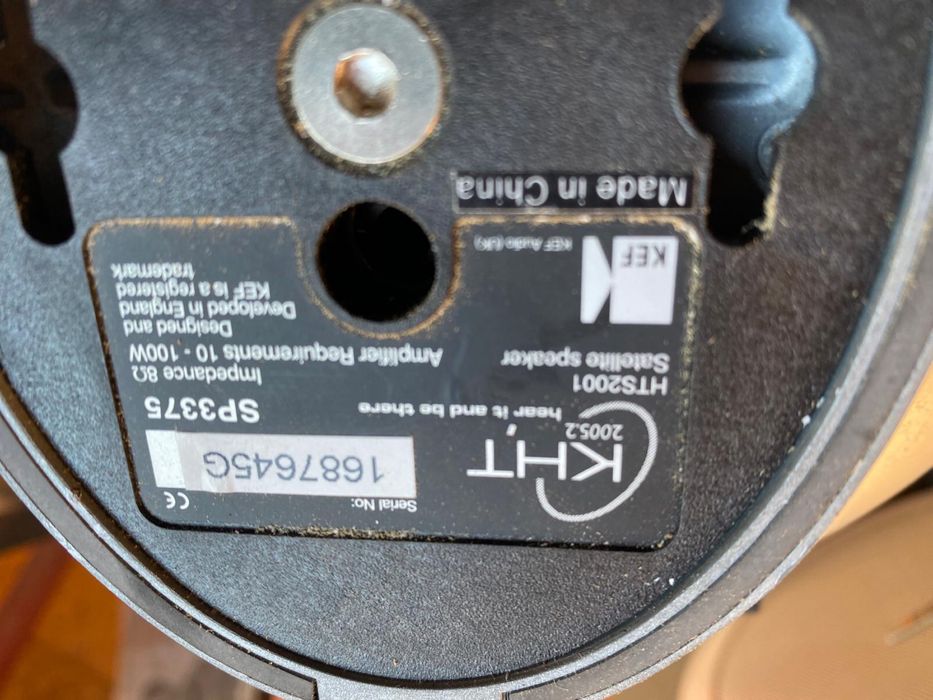 KHT
2005.2
hear it and be there
HTS2001
Satellite speaker
KEF
KEF Audio (UK)
Serial No:
1687645G
CE
SP3375
Impedance 8Ω
Amplifier Requirements 10 - 100W
Designed and
Developed in England
KEF is a registered
trademark
Made in China